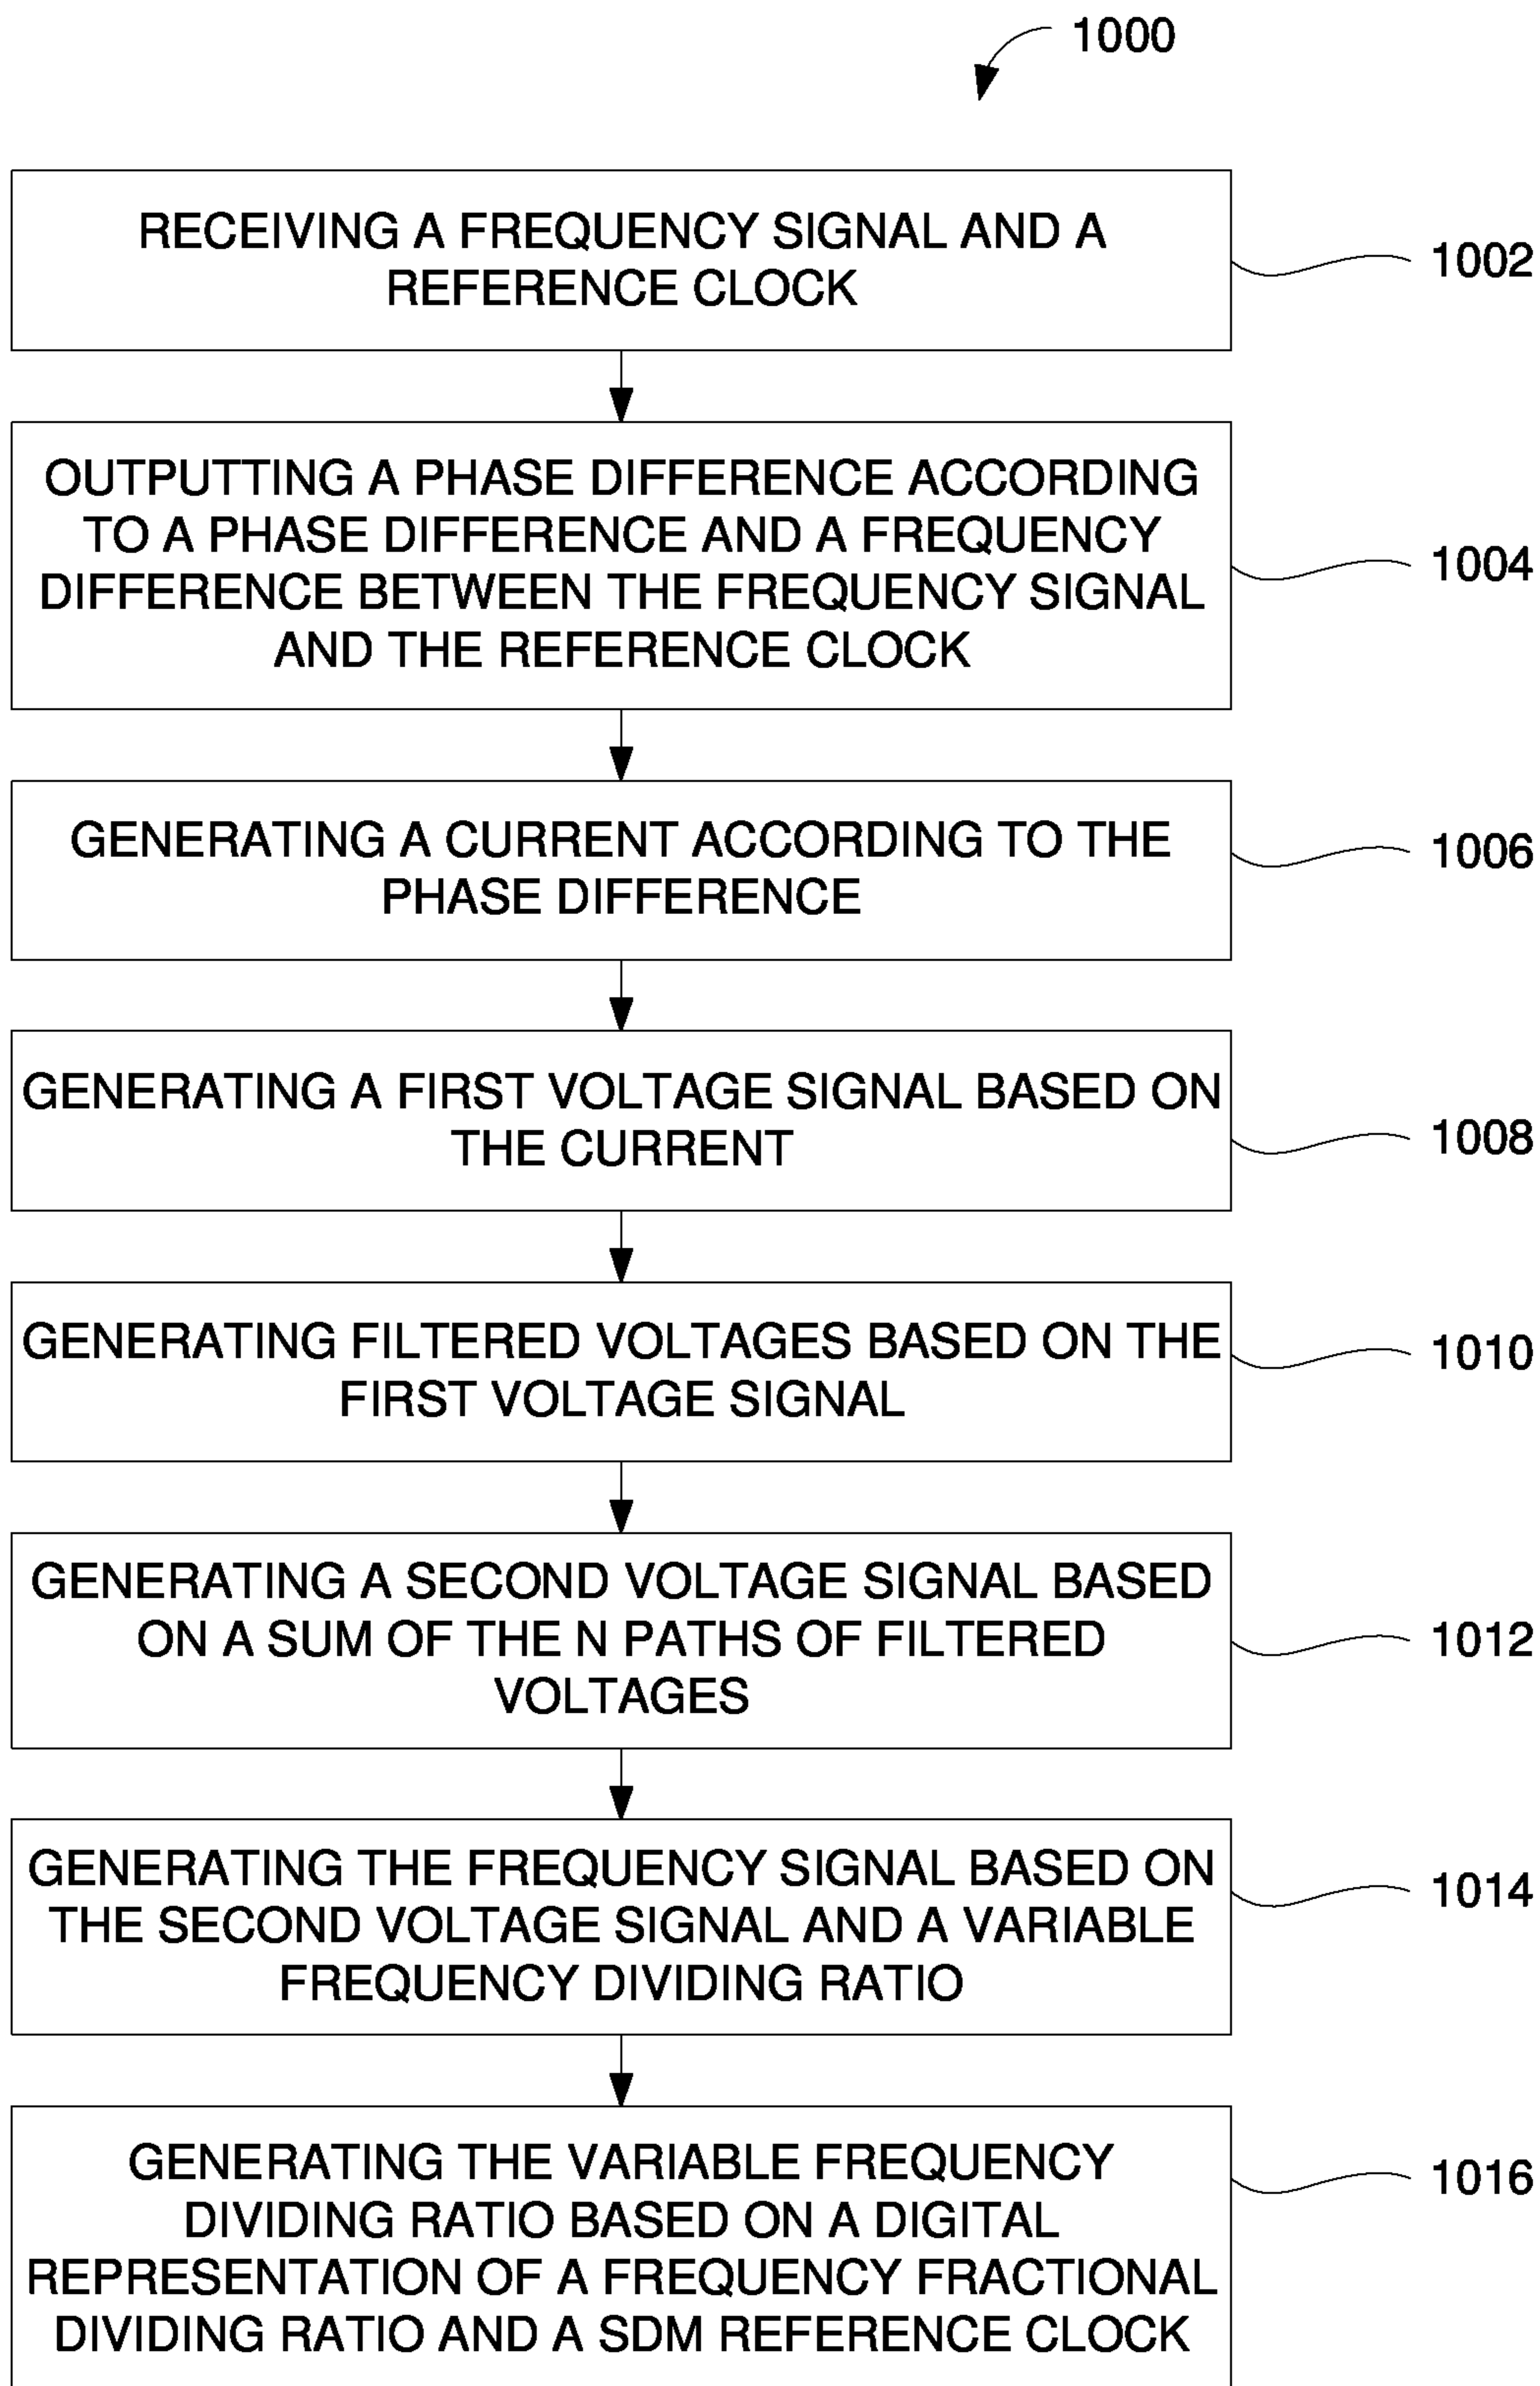 1000
RECEIVING A FREQUENCY SIGNAL AND A
REFERENCE CLOCK
1002
OUTPUTTING A PHASE DIFFERENCE ACCORDING
TO A PHASE DIFFERENCE AND A FREQUENCY
DIFFERENCE BETWEEN THE FREQUENCY SIGNAL
AND THE REFERENCE CLOCK
1004
GENERATING A CURRENT ACCORDING TO THE
PHASE DIFFERENCE
1006
GENERATING A FIRST VOLTAGE SIGNAL BASED ON
THE CURRENT
1008
GENERATING FILTERED VOLTAGES BASED ON THE
FIRST VOLTAGE SIGNAL
1010
GENERATING A SECOND VOLTAGE SIGNAL BASED
ON A SUM OF THE N PATHS OF FILTERED
VOLTAGES
1012
GENERATING THE FREQUENCY SIGNAL BASED ON
THE SECOND VOLTAGE SIGNAL AND A VARIABLE
FREQUENCY DIVIDING RATIO
1014
GENERATING THE VARIABLE FREQUENCY
DIVIDING RATIO BASED ON A DIGITAL
REPRESENTATION OF A FREQUENCY FRACTIONAL
DIVIDING RATIO AND A SDM REFERENCE CLOCK
1016